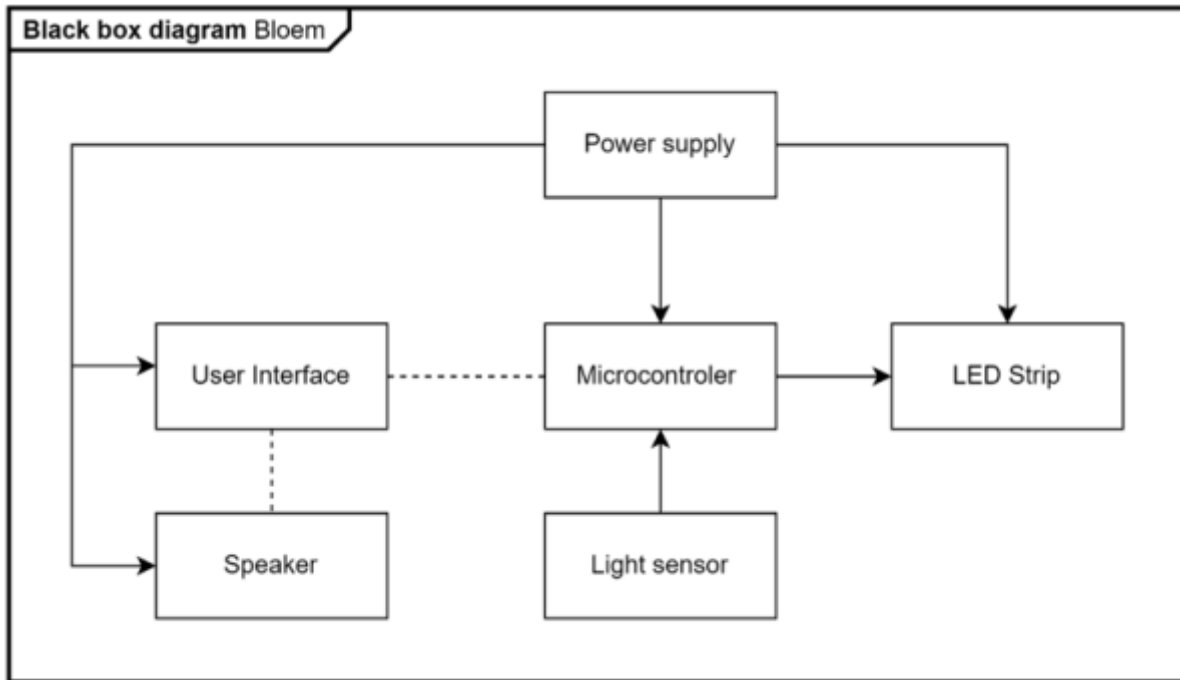 Black box diagram Bloem
Power supply
User Interface
Microcontroler
LED Strip
Speaker
Light sensor